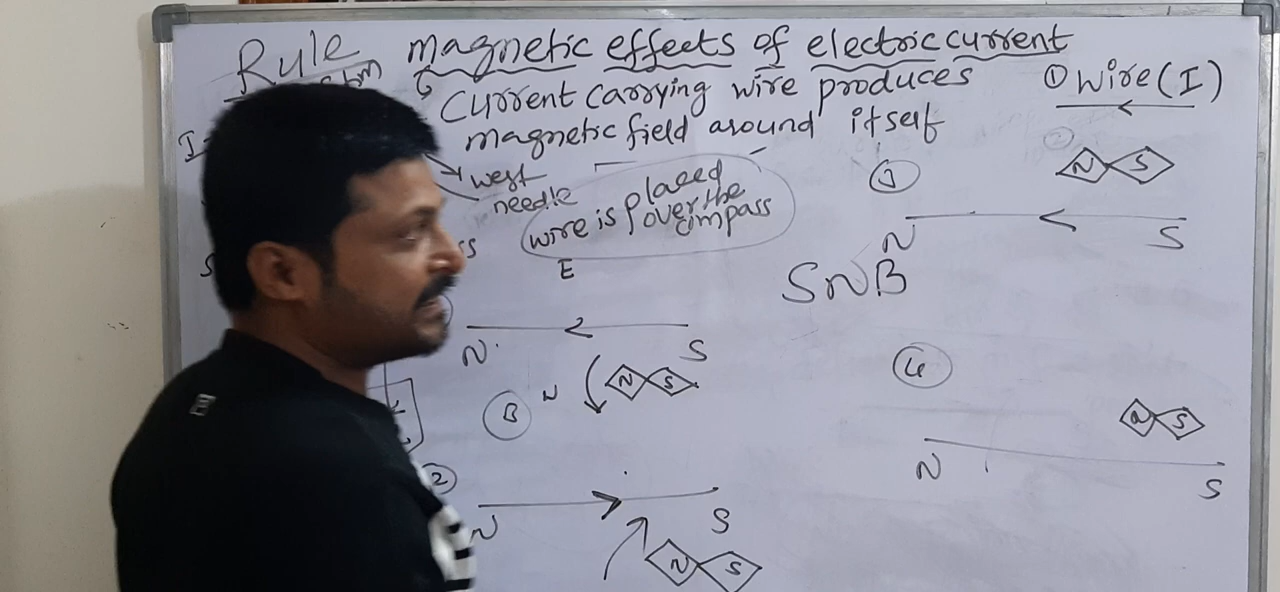 Rule magnetic effects of electric current
Current carrying wire produces
magnetic field around itself
① Wire (I)
I
west
needle
wire is placed
over the
compass
E
N S
③
N S
SNB
N S
B N
N S
④
N S
N S
②
N S
N S